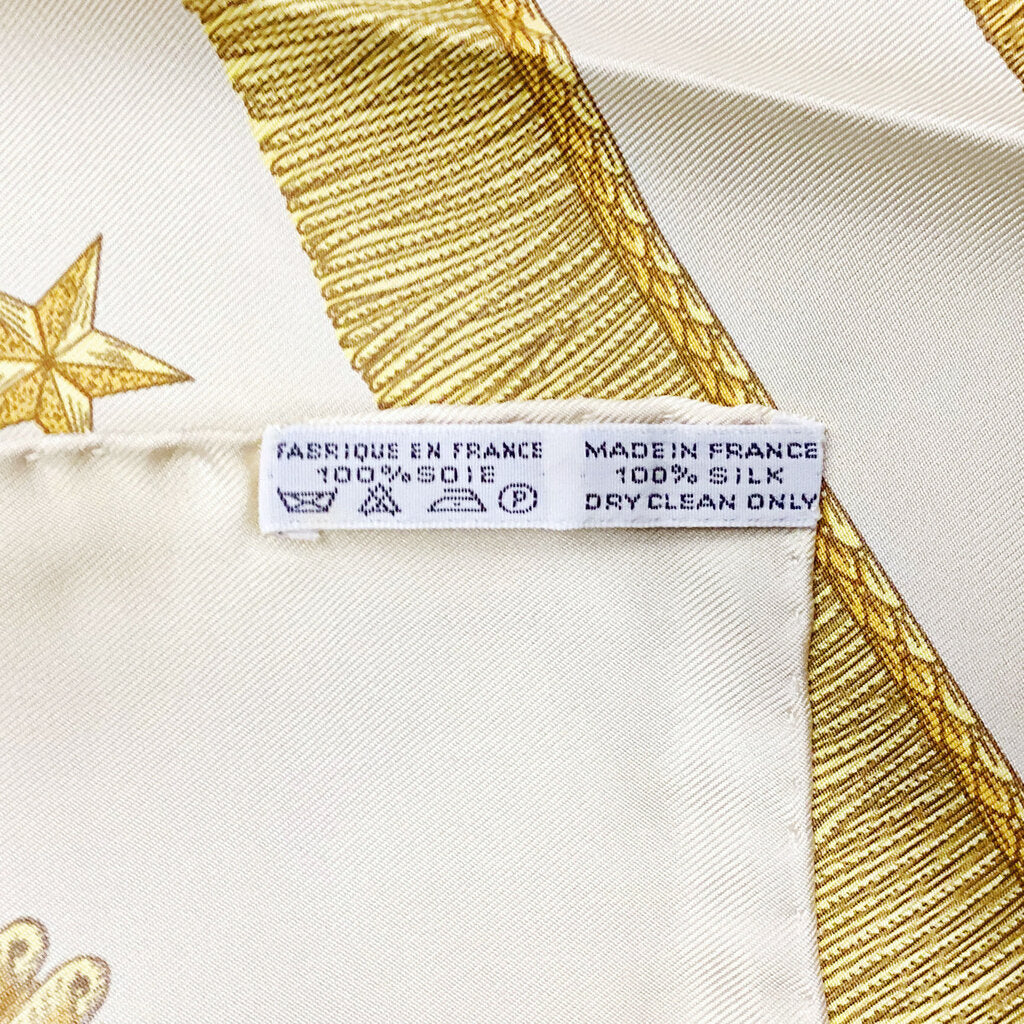 FABRIQUE EN FRANCE
100% SOIE
P
MADE IN FRANCE
100% SILK
DRY CLEAN ONLY